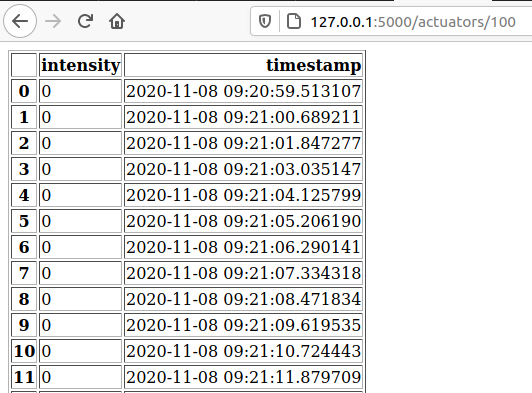 127.0.0.1:5000/actuators/100
intensity timestamp
0 0 2020-11-08 09:20:59.513107
1 0 2020-11-08 09:21:00.689211
2 0 2020-11-08 09:21:01.847277
3 0 2020-11-08 09:21:03.035147
4 0 2020-11-08 09:21:04.125799
5 0 2020-11-08 09:21:05.206190
6 0 2020-11-08 09:21:06.290141
7 0 2020-11-08 09:21:07.334318
8 0 2020-11-08 09:21:08.471834
9 0 2020-11-08 09:21:09.619535
10 0 2020-11-08 09:21:10.724443
11 0 2020-11-08 09:21:11.879709